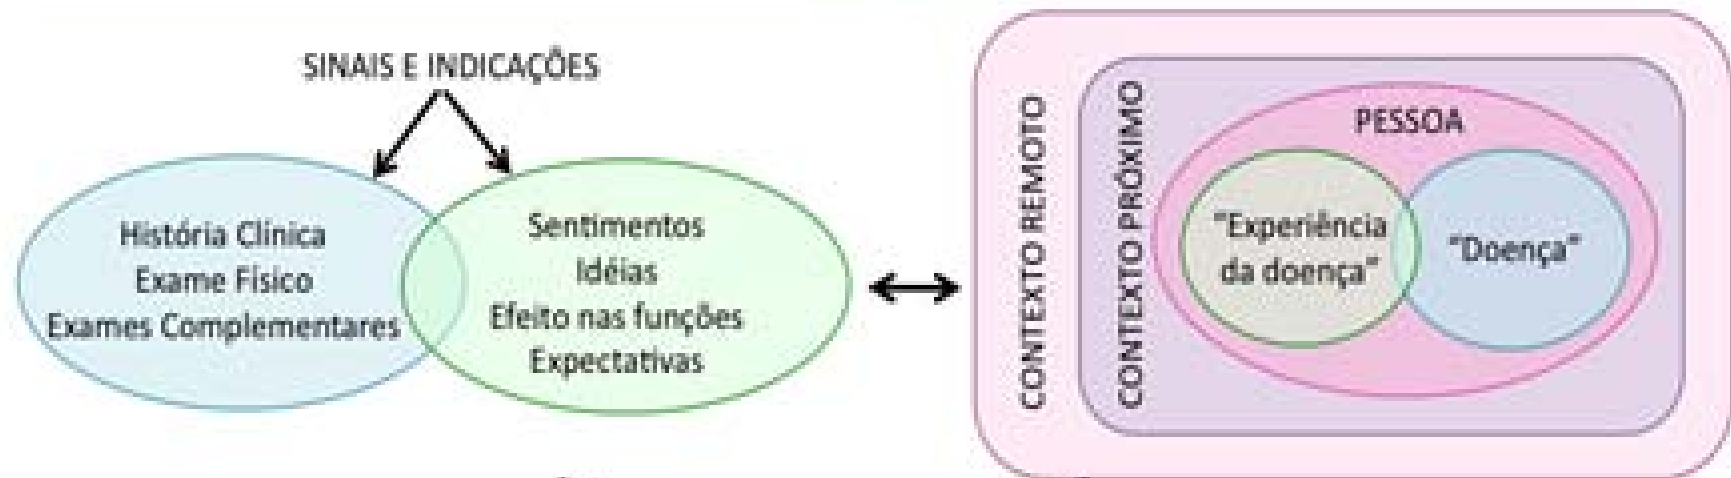 SINAIS E INDICAÇÕES
História Clínica
Exame Físico
Exames Complementares
Sentimentos
Idéias
Efeito nas funções
Expectativas
CONTEXTO REMOTO
CONTEXTO PRÓXIMO
PESSOA
"Experiência
da doença"
"Doença"